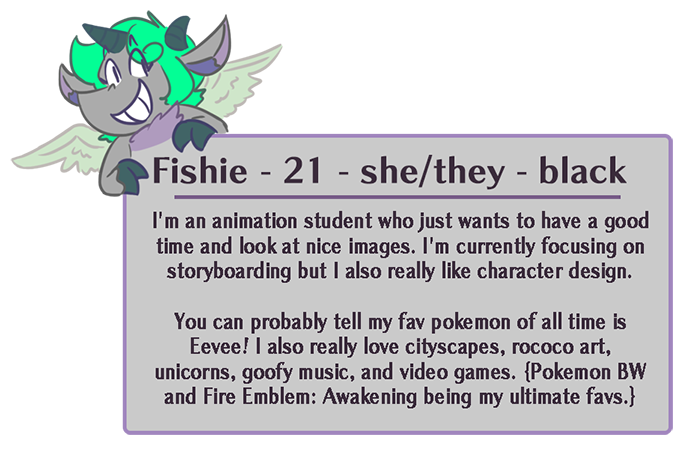 Fishie - 21 - she/they - black
I'm an animation student who just wants to have a good
time and look at nice images. I'm currently focusing on
storyboarding but I also really like character design.
You can probably tell my fav pokemon of all time is
Eevee! I also really love cityscapes, rococo art,
unicorns, goofy music, and video games. {Pokemon BW
and Fire Emblem: Awakening being my ultimate favs.}